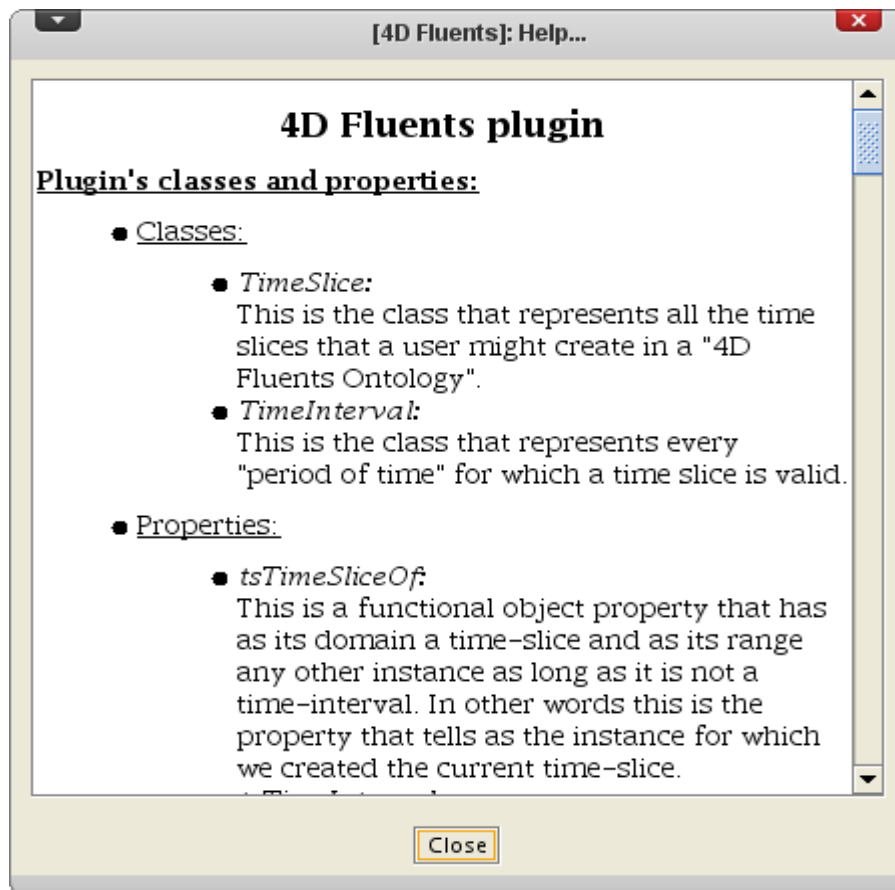 [4D Fluents]: Help...
4D Fluents plugin
Plugin's classes and properties:
Classes:
TimeSlice:
This is the class that represents all the time
slices that a user might create in a "4D
Fluents Ontology".
TimeInterval:
This is the class that represents every
"period of time" for which a time slice is valid.
Properties:
tsTimeSliceOf:
This is a functional object property that has
as its domain a time-slice and as its range
any other instance as long as it is not a
time-interval. In other words this is the
property that tells as the instance for which
we created the current time-slice.
Close